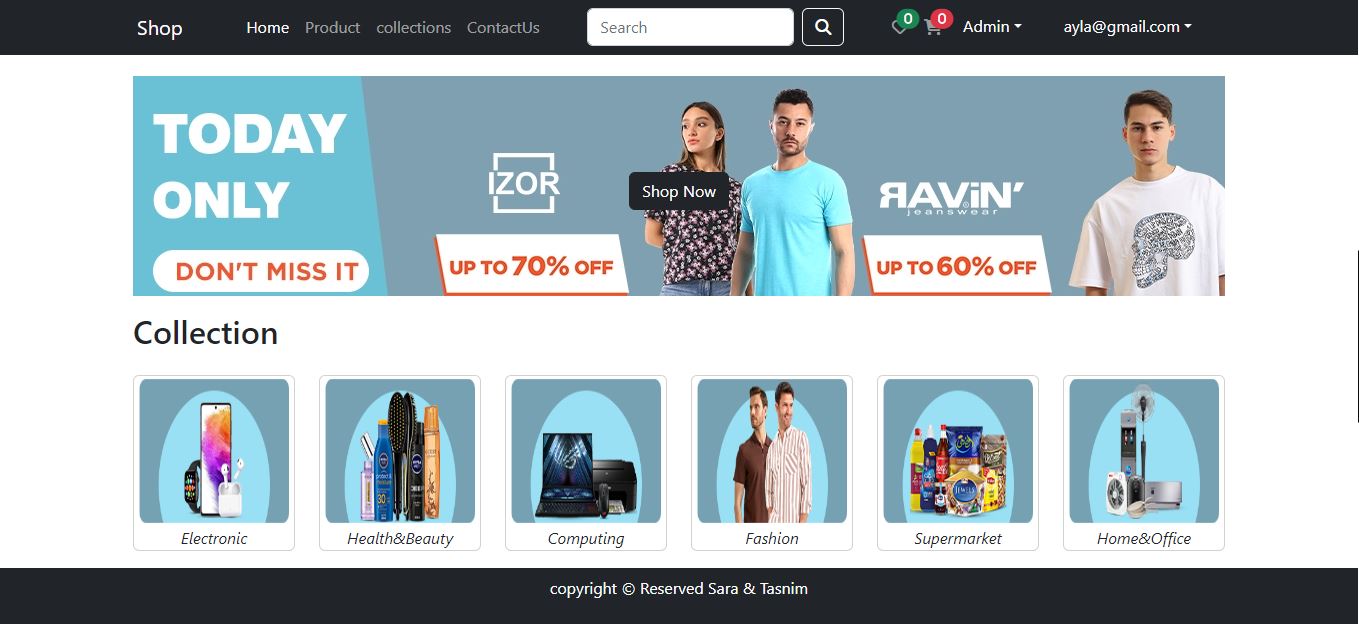 Shop
Home Product collections ContactUs
Search
0 0
Admin
ayla@gmail.com
TODAY
ONLY
DON'T MISS IT
IZOR
UP TO 70% OFF
Shop Now
RAVIN'
jeanswear
UP TO 60% OFF
Collection
Electronic
Health&Beauty
Computing
Fashion
Supermarket
Home&Office
copyright © Reserved Sara & Tasnim